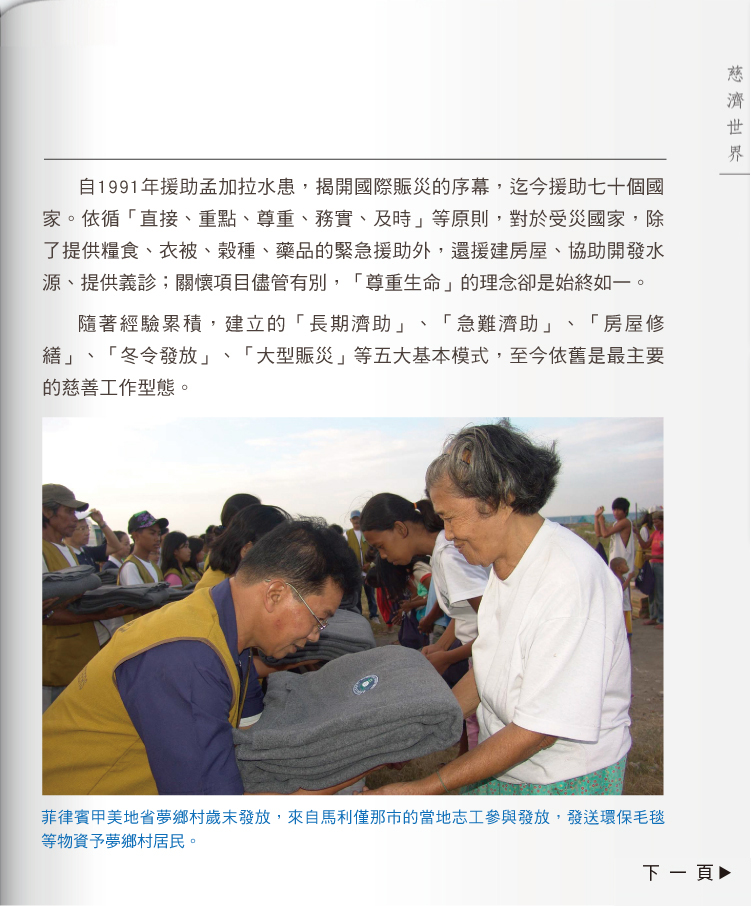 慈濟世界
自1991年援助孟加拉水患，揭開國際賑災的序幕，迄今援助七十個國
家。依循「直接、重點、尊重、務實、及時」等原則，對於受災國家，除
了提供糧食、衣被、穀種、藥品的緊急援助外，還援建房屋、協助開發水
源、提供義診；關懷項目儘管有別，「尊重生命」的理念卻是始終如一。
隨著經驗累積，建立的「長期濟助」、「急難濟助」、「房屋修
繕」、「冬令發放」、「大型賑災」等五大基本模式，至今依舊是最主要
的慈善工作型態。
菲律賓甲美地省夢鄉村歲末發放，來自馬利僅那市的當地志工參與發放，發送環保毛毯
等物資予夢鄉村居民。
下一頁▶